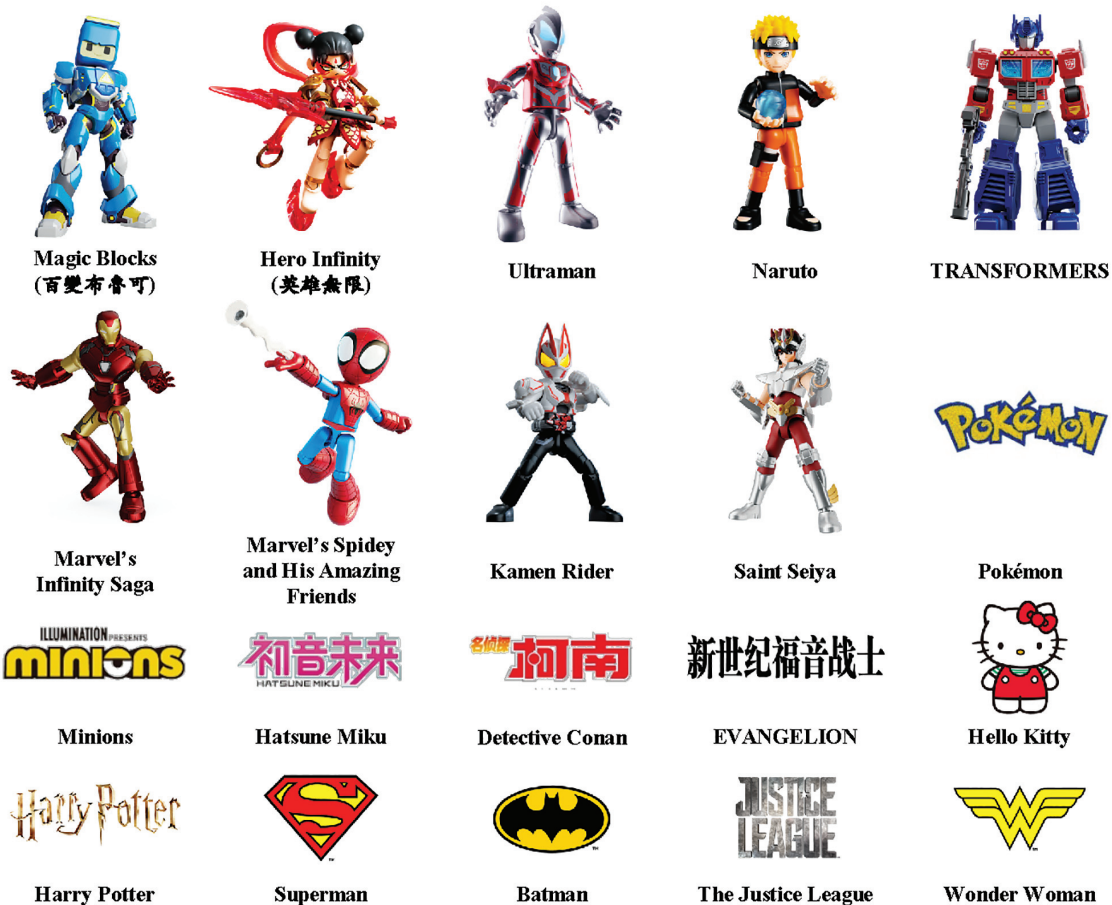 Magic Blocks
(百變布魯可)
Hero Infinity
(英雄無限)
Ultraman
Naruto
TRANSFORMERS
Marvel's
Infinity Saga
Marvel's Spidey
and His Amazing
Friends
Kamen Rider
Saint Seiya
POKéMON
Pokémon
ILLUMINATION PRESENTS
minions
Minions
初音未来
HATSUNE MIKU
Hatsune Miku
名侦探
柯南
Detective Conan
新世纪福音战士
EVANGELION
Hello Kitty
Harry Potter
Harry Potter
S
Superman
Batman
JUSTICE
LEAGUE
The Justice League
W
Wonder Woman